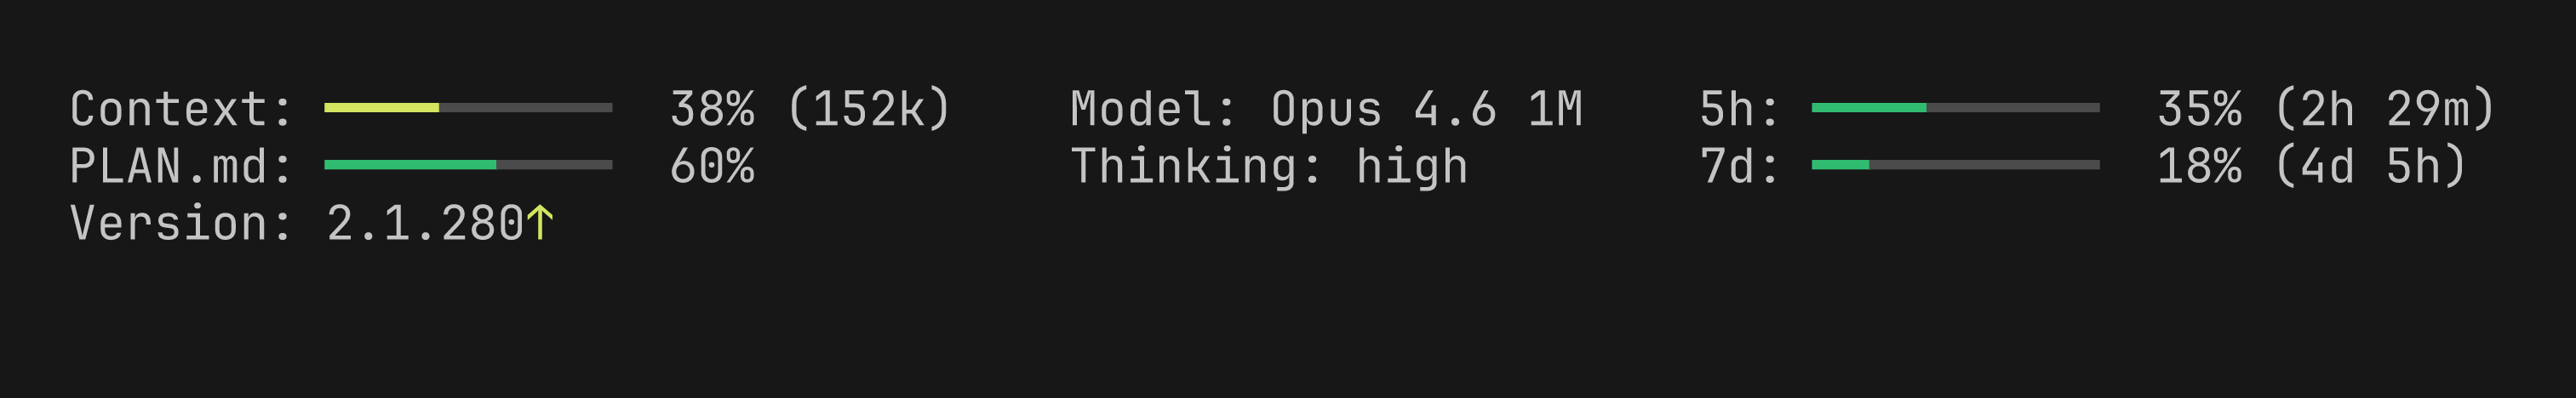 Context: 38% (152k) Model: Opus 4.6 1M 5h: 35% (2h 29m)
PLAN.md: 60% Thinking: high 7d: 18% (4d 5h)
Version: 2.1.280↑